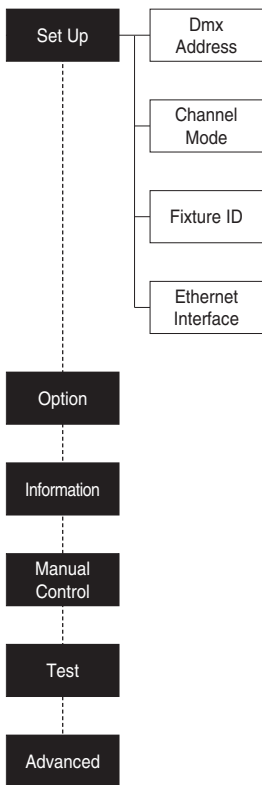 Set Up
Dmx
Address
Channel
Mode
Fixture ID
Ethernet
Interface
Option
Information
Manual
Control
Test
Advanced